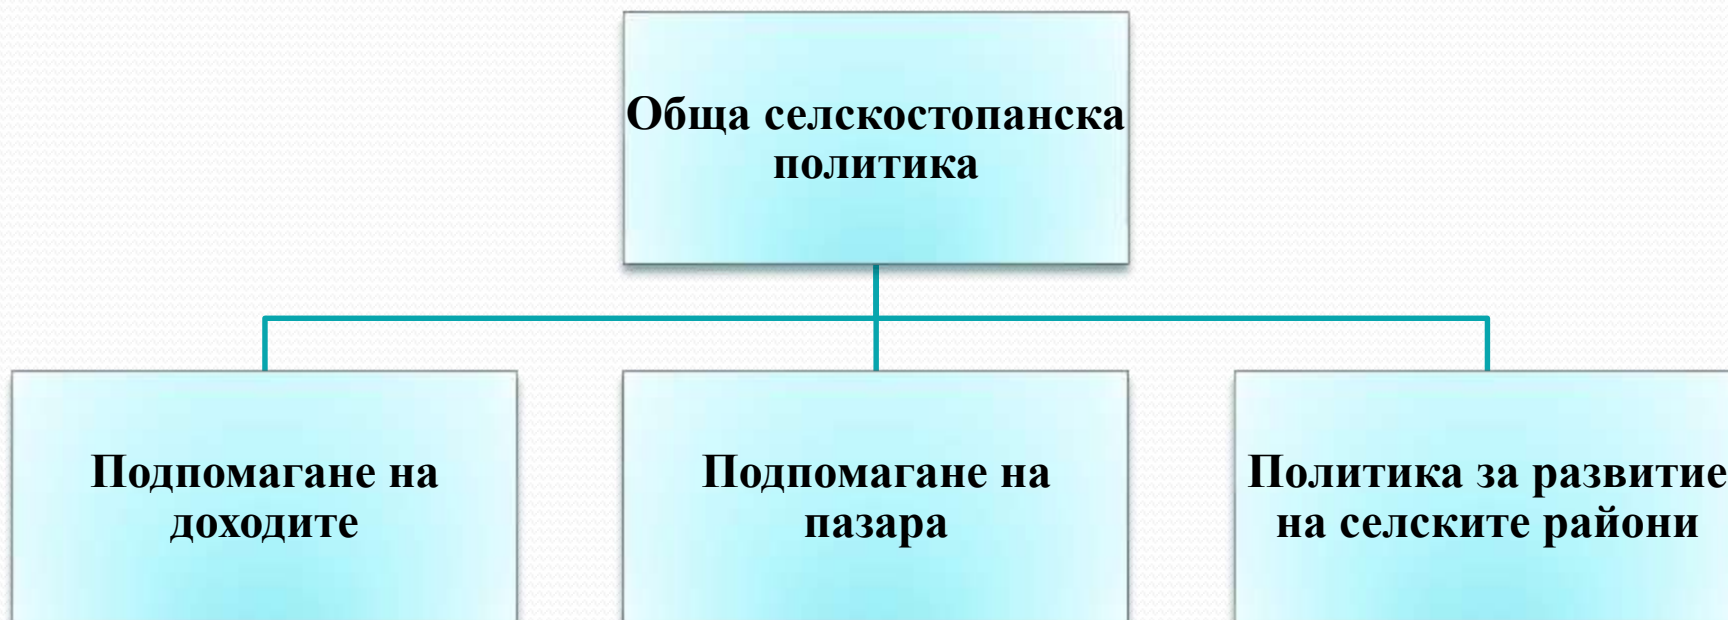 Обща селскостопанска
политика
Подпомагане на
доходите
Подпомагане на
пазара
Политика за развитие
на селските райони